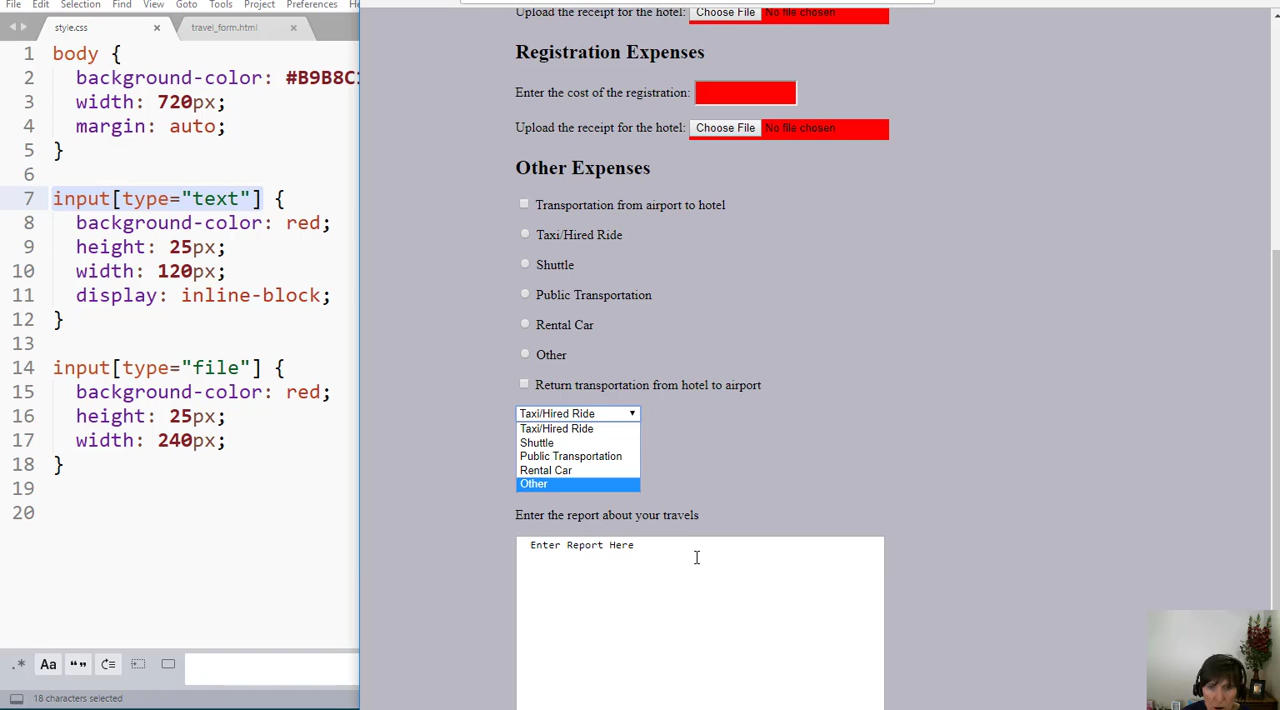 File Edit Selection Find View Goto Tools Project Preferences
style.css × travel_form.html ×
1 body {
2 background-color: #B9B8C
3 width: 720px;
4 margin: auto;
5 }
6
7 input[type="text"] {
8 background-color: red;
9 height: 25px;
10 width: 120px;
11 display: inline-block;
12 }
13
14 input[type="file"] {
15 background-color: red;
16 height: 25px;
17 width: 240px;
18 }
19
20
.* Aa “”
18 characters selected
Upload the receipt for the hotel: Choose File No file chosen
Registration Expenses
Enter the cost of the registration:
Upload the receipt for the hotel: Choose File No file chosen
Other Expenses
Transportation from airport to hotel
Taxi/Hired Ride
Shuttle
Public Transportation
Rental Car
Other
Return transportation from hotel to airport
Taxi/Hired Ride
Taxi/Hired Ride
Shuttle
Public Transportation
Rental Car
Other
Enter the report about your travels
Enter Report Here